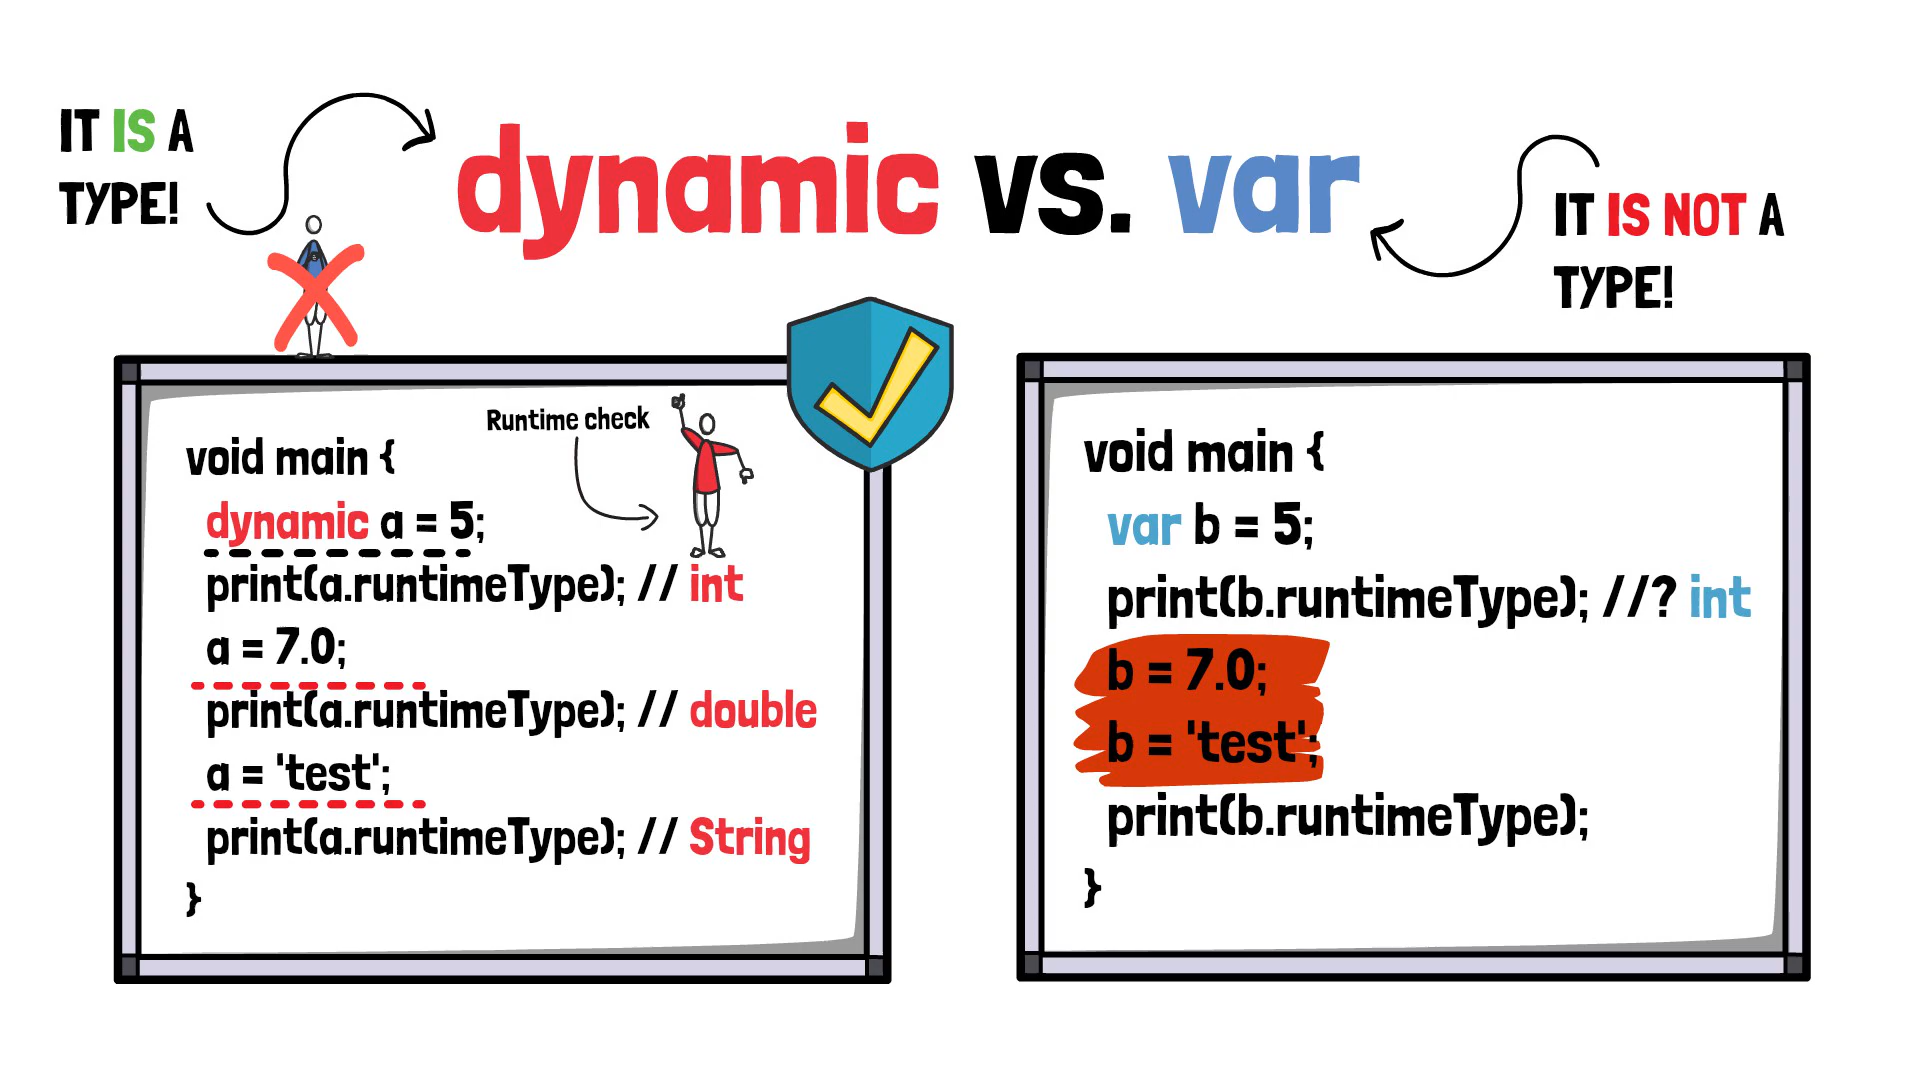 IT IS A
TYPE!
dynamic vs. var
IT IS NOT A
TYPE!
Runtime check
void main {
dynamic a = 5;
print(a.runtimeType); // int
a = 7.0;
print(a.runtimeType); // double
a = 'test';
print(a.runtimeType); // String
}
void main {
var b = 5;
print(b.runtimeType); //? int
b = 7.0;
b = 'test';
print(b.runtimeType);
}